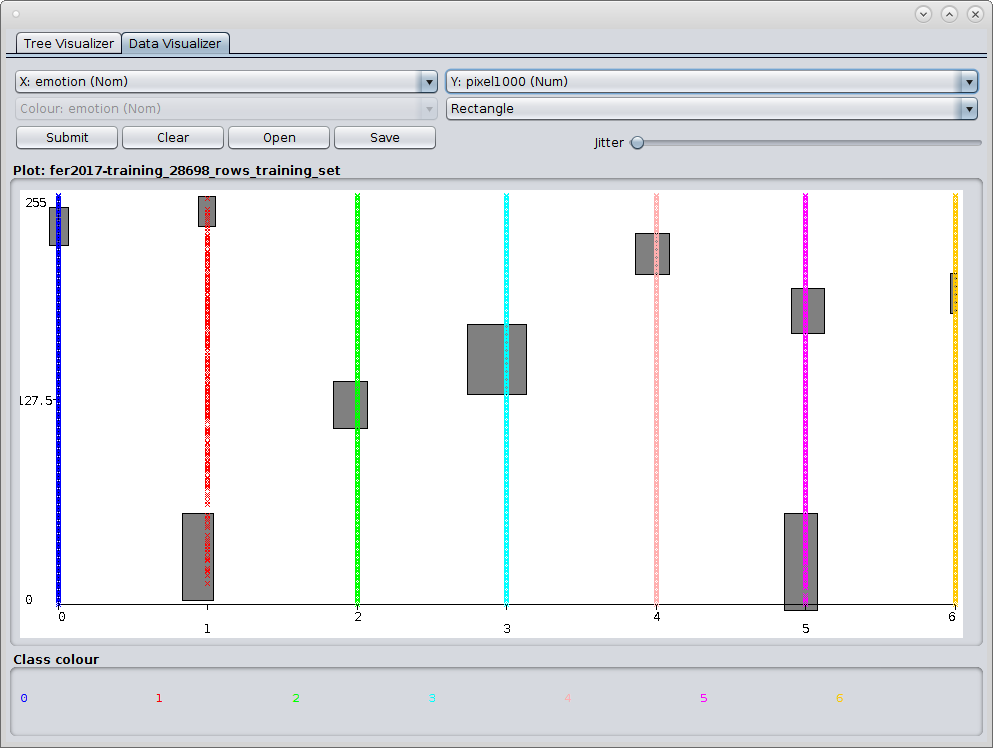 Tree Visualizer Data Visualizer
X: emotion (Nom) Y: pixel1000 (Num)
Colour: emotion (Nom) Rectangle
Submit Clear Open Save Jitter
Plot: fer2017-training_28698_rows_training_set
255
127.5
0
0 1 2 3 4 5 6
Class colour
0 1 2 3 4 5 6